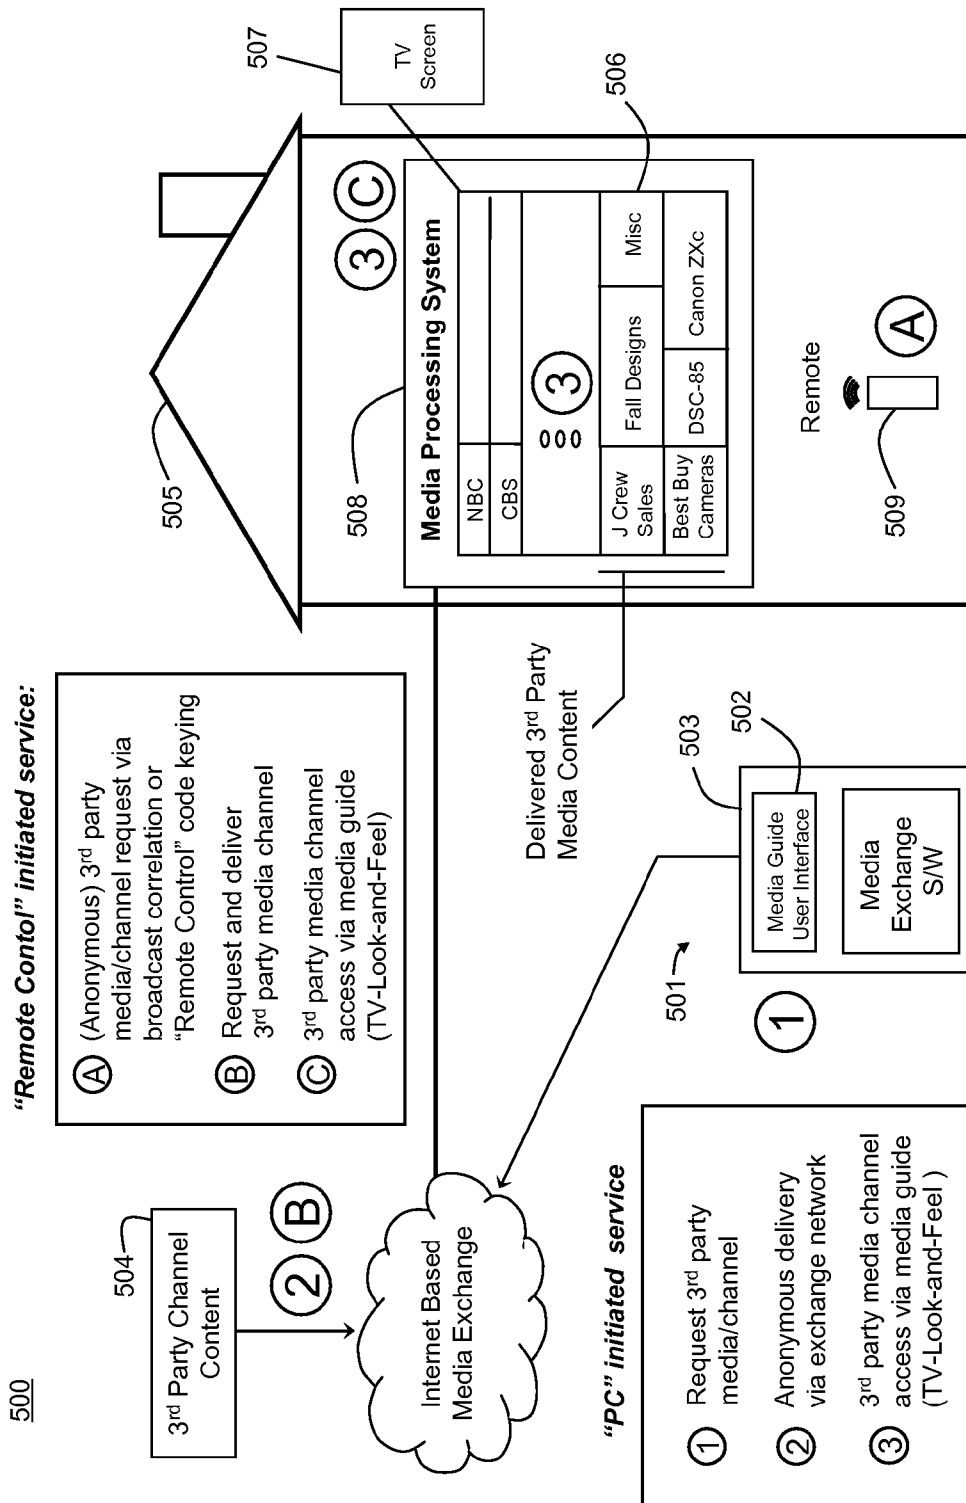 500
"Remote Contol" initiated service:
504
3rd Party Channel
Content
2
B
A
(Anonymous) 3rd party
media/channel request via
broadcast correlation or
"Remote Control" code keying
B
Request and deliver
3rd party media channel
C
3rd party media channel
access via media guide
(TV-Look-and-Feel)
505
507
TV
Screen
3
C
508
Media Processing System
NBC
CBS
3
J Crew
Sales
Fall Designs
Misc
Best Buy
Cameras
DSC-85
Canon ZXc
506
Internet Based
Media Exchange
Delivered 3rd Party
Media Content
Remote
A
509
"PC" initiated service
1
Request 3rd party
media/channel
2
Anonymous delivery
via exchange network
3
3rd party media channel
access via media guide
(TV-Look-and-Feel )
501
1
503
502
Media Guide
User Interface
Media
Exchange
S/W